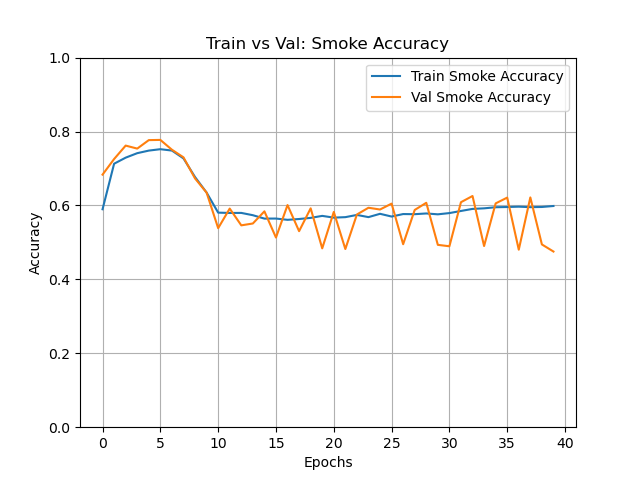 Train vs Val: Smoke Accuracy
Train Smoke Accuracy
Val Smoke Accuracy
1.0
0.8
0.6
0.4
0.2
0.0
Accuracy
0 5 10 15 20 25 30 35 40
Epochs